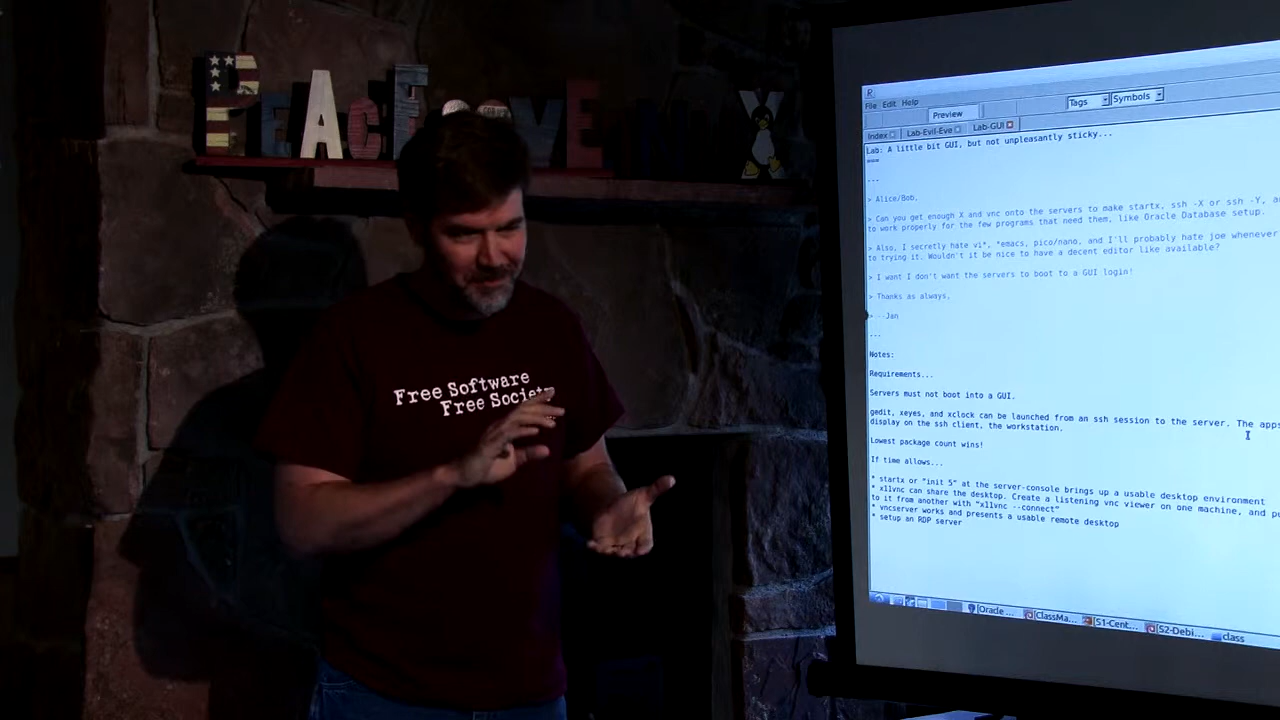 PEACE
LOVE
LINUX
Free Software
Free Society
File Edit Help
Preview
Tags
Symbols
Index
Lab-Evil-Eve
Lab-GUI
Lab: A little bit GUI, but not unpleasantly sticky...
===
---
> Alice/Bob,
> Can you get enough X and vnc onto the servers to make startx, ssh -X or ssh -Y,
to work properly for the few programs that need them, like Oracle Database setup.
> Also, I secretly hate vi*, *emacs, pico/nano, and I'll probably hate joe whenever
to trying it. Wouldn't it be nice to have a decent editor like available?
> I want I don't want the servers to boot to a GUI login!
> Thanks as always,
> --Jan
---
Notes:
Requirements...
Servers must not boot into a GUI.
gedit, xeyes, and xclock can be launched from an ssh session to the server. The apps
display on the ssh client, the workstation.
Lowest package count wins!
If time allows...
* startx or "init 5" at the server-console brings up a usable desktop environment
* x11vnc can share the desktop. Create a listening vnc viewer on one machine, and
to it from another with "x11vnc --connect"
* vncserver works and presents a usable remote desktop
* setup an RDP server
[Oracle ... [ClassMa... [S1-Cent... [S2-Debi... class